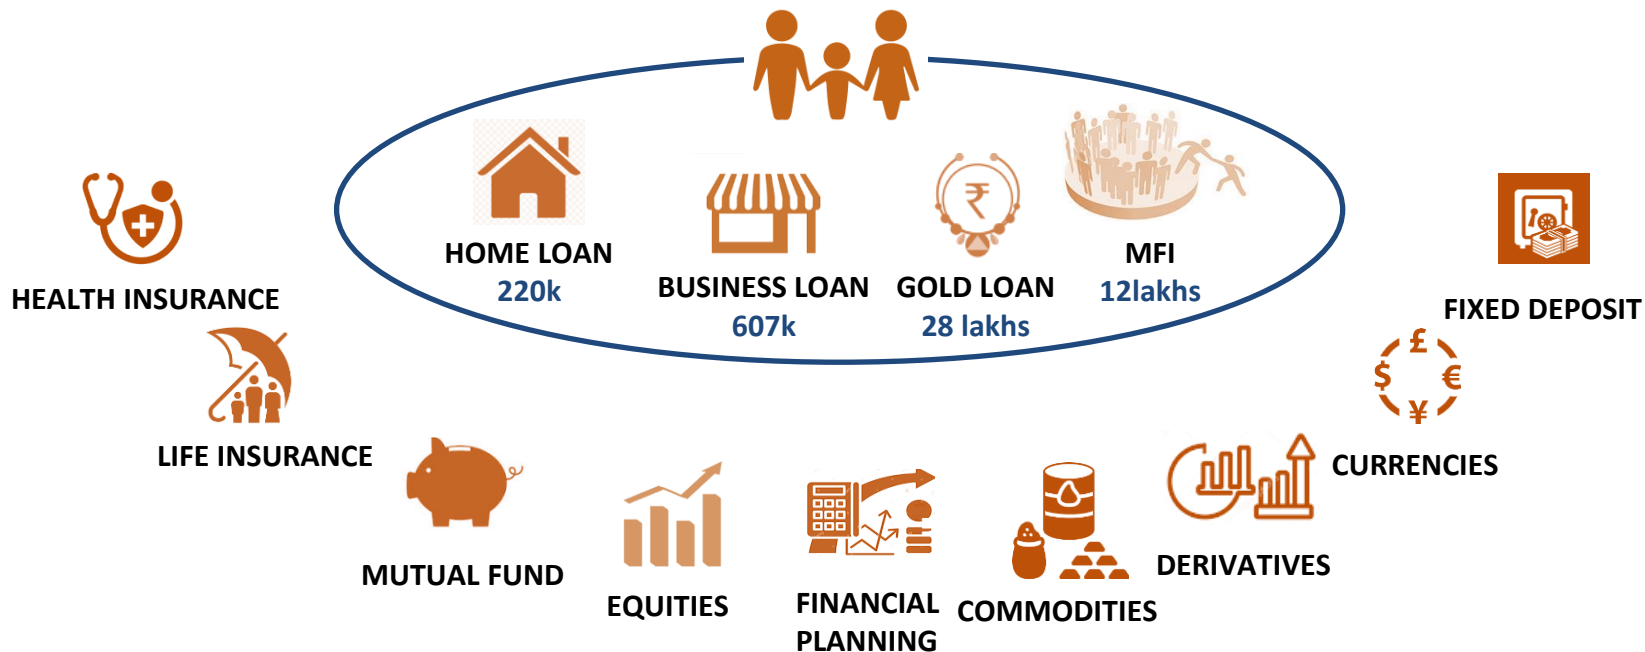 HOME LOAN
220k
BUSINESS LOAN
607k
₹
GOLD LOAN
28 lakhs
MFI
12lakhs
HEALTH INSURANCE
LIFE INSURANCE
MUTUAL FUND
EQUITIES
FINANCIAL
PLANNING
COMMODITIES
DERIVATIVES
£
$ €
¥
CURRENCIES
FIXED DEPOSIT